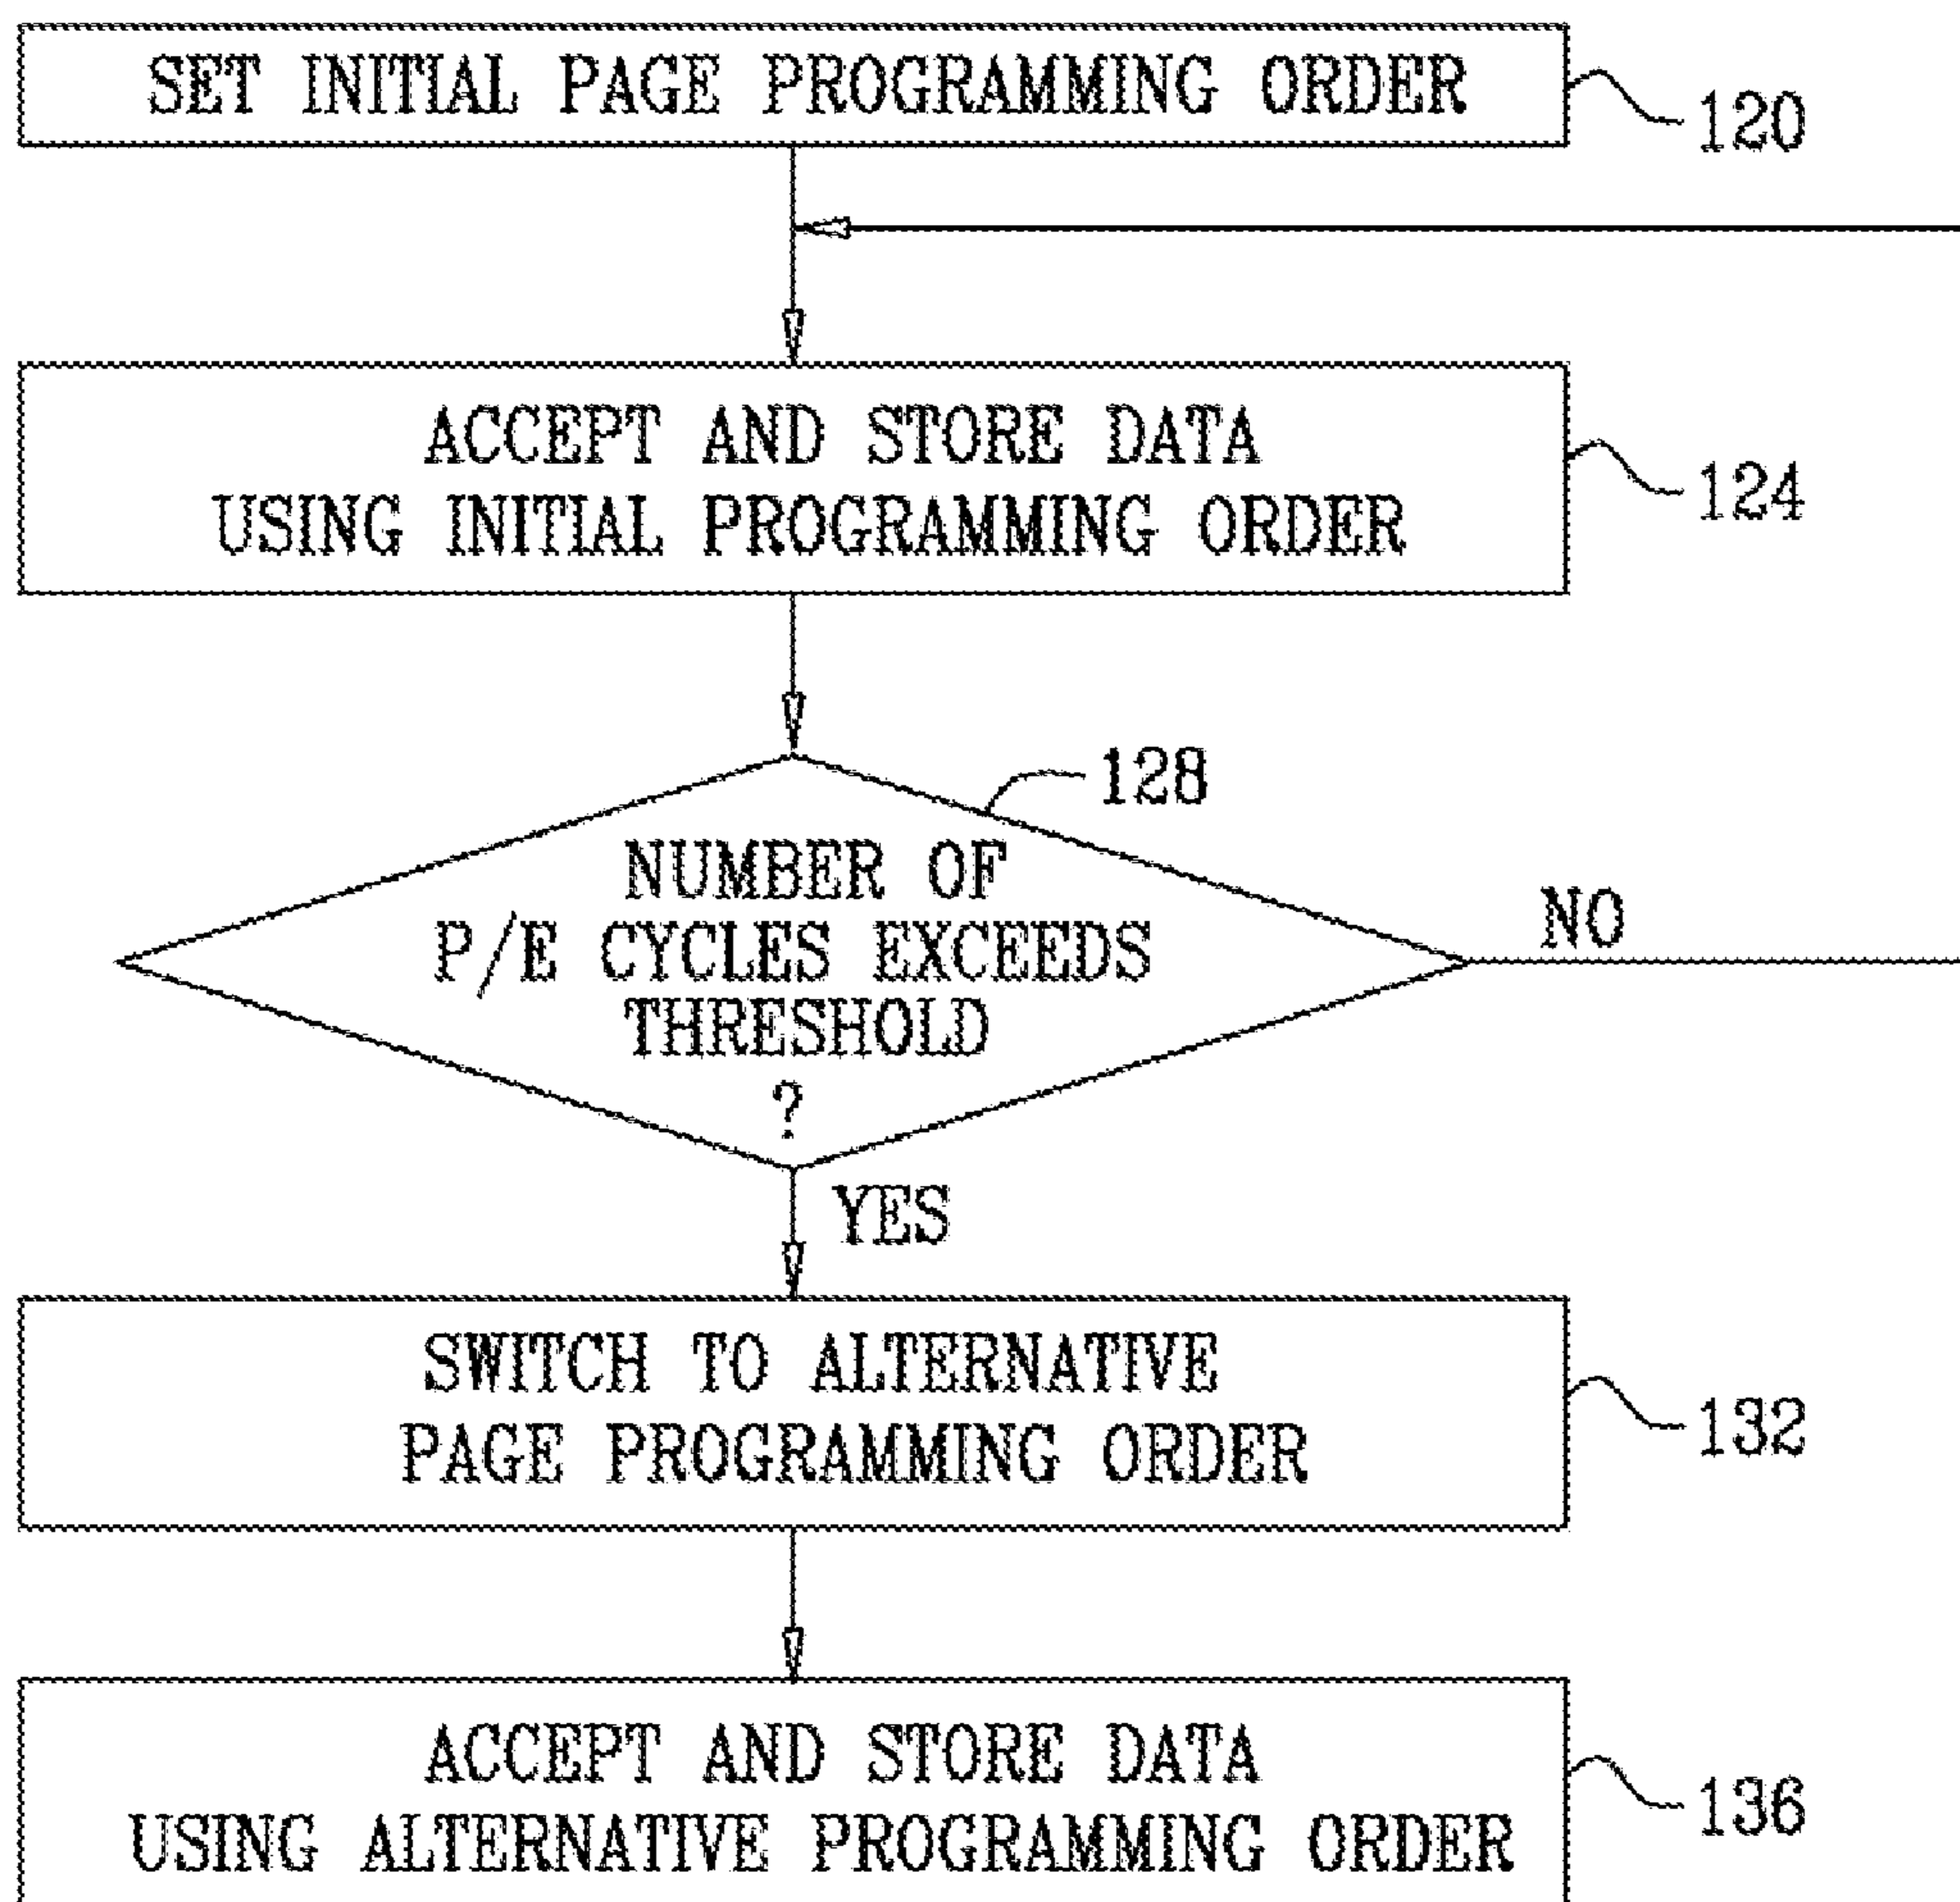 SET INITIAL PAGE PROGRAMMING ORDER
120
ACCEPT AND STORE DATA
USING INITIAL PROGRAMMING ORDER
124
128
NUMBER OF
P/E CYCLES EXCEEDS
THRESHOLD
?
NO
YES
SWITCH TO ALTERNATIVE
PAGE PROGRAMMING ORDER
132
ACCEPT AND STORE DATA
USING ALTERNATIVE PROGRAMMING ORDER
136